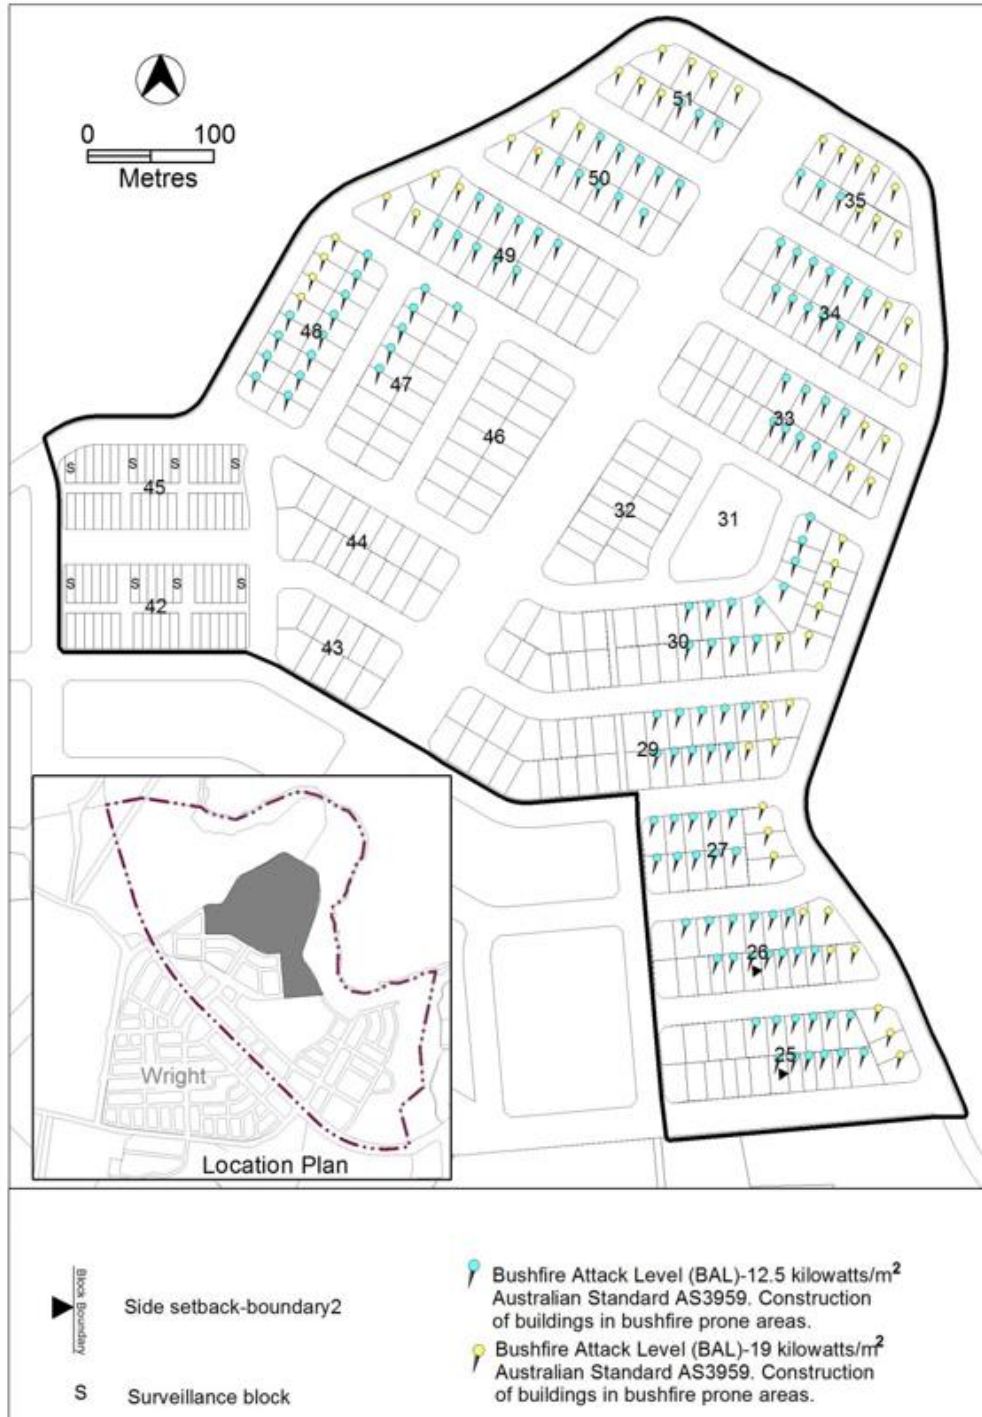 0 100
Metres
51
50
35
49
34
48
47
33
46
45
S S S S
32
31
44
42
S S S S
43
30
29
27
26
25
Wright
Location Plan
Block Boundary
Side setback-boundary2
S Surveillance block
Bushfire Attack Level (BAL)-12.5 kilowatts/m²
Australian Standard AS3959. Construction
of buildings in bushfire prone areas.
Bushfire Attack Level (BAL)-19 kilowatts/m²
Australian Standard AS3959. Construction
of buildings in bushfire prone areas.